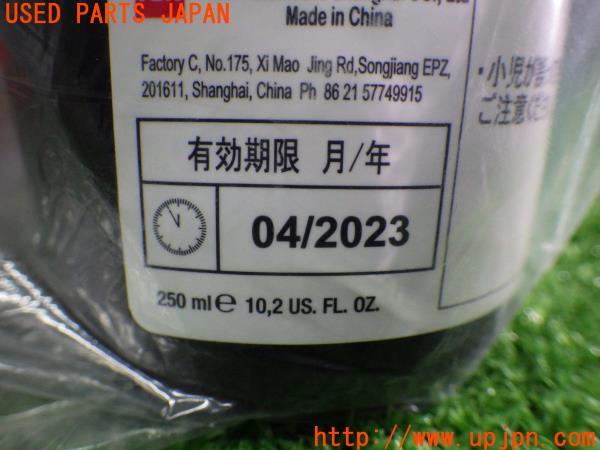 USED PARTS JAPAN
Made in China
Factory C, No.175, Xi Mao Jing Rd,Songjiang EPZ,
201611, Shanghai, China Ph 86 21 57749915
有効期限 月/年
04/2023
250 ml e 10,2 US. FL. OZ.
・小児が
ご注意
http://www.upjpn.com